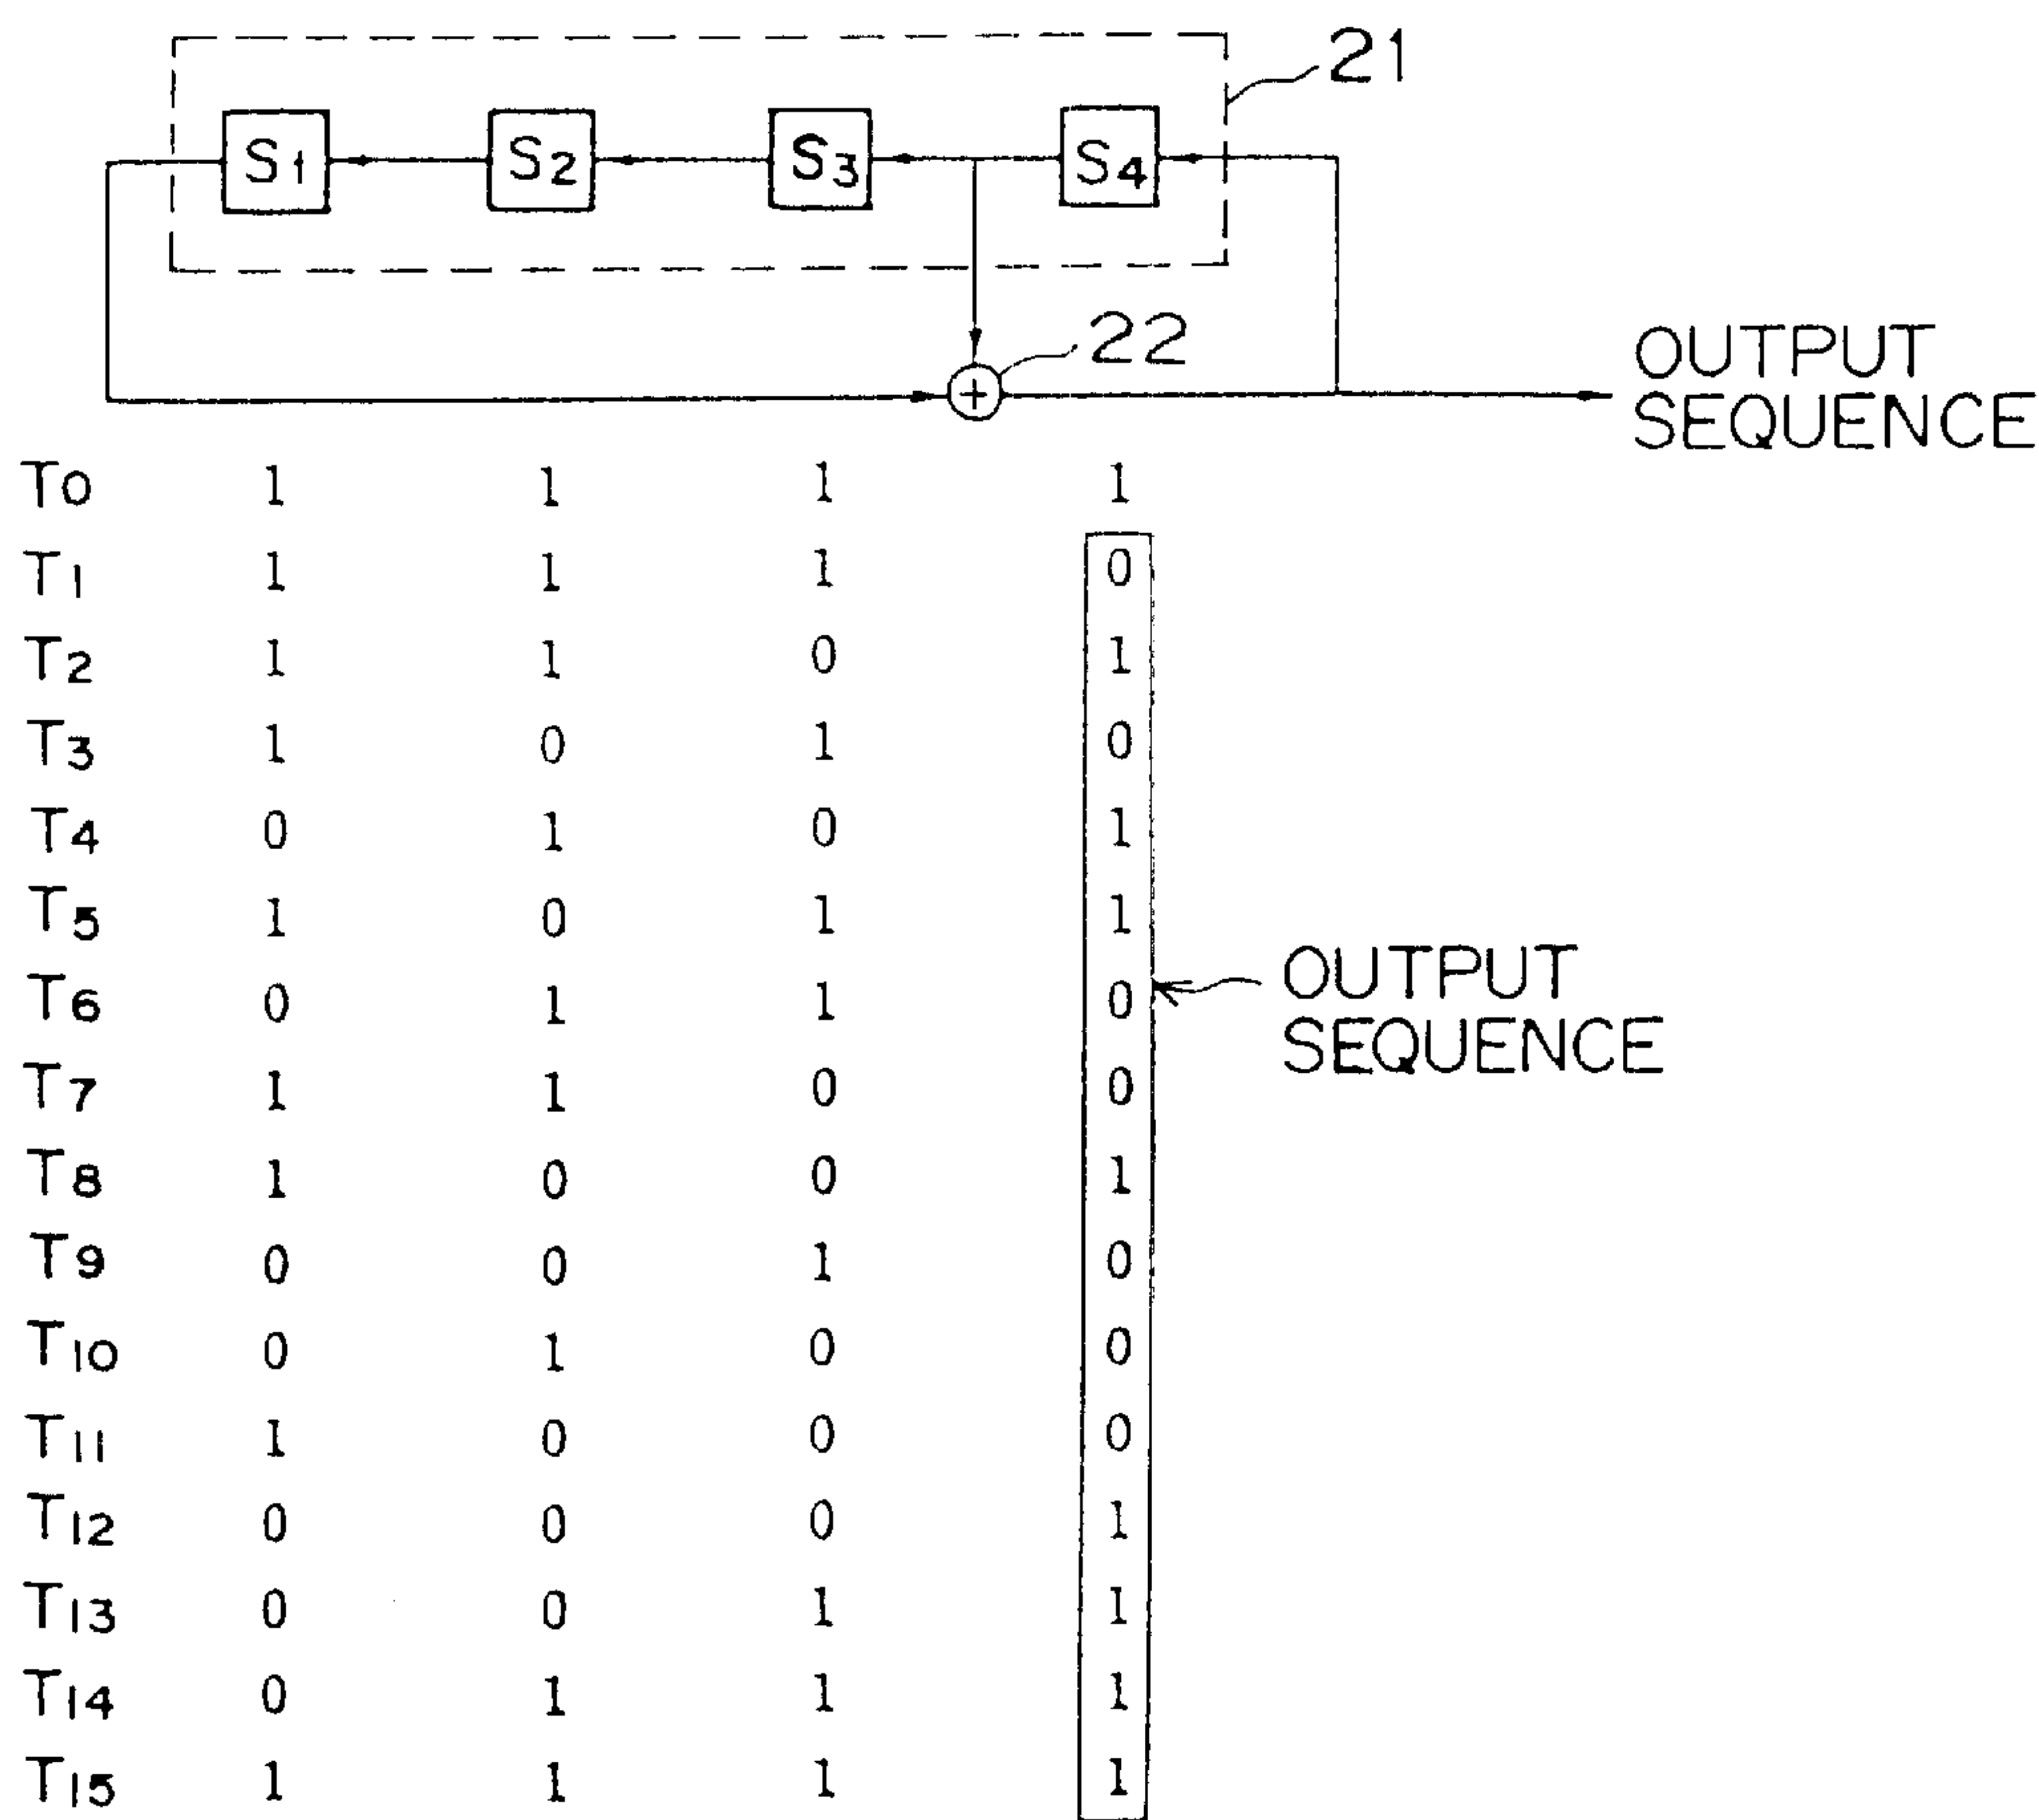 21
S1 S2 S3 S4
22
OUTPUT
SEQUENCE
T0 1 1 1 1
T1 1 1 1 0
T2 1 1 0 1
T3 1 0 1 0
T4 0 1 0 1
T5 1 0 1 1
T6 0 1 1 0
T7 1 1 0 0
T8 1 0 0 1
T9 0 0 1 0
T10 0 1 0 0
T11 1 0 0 0
T12 0 0 0 1
T13 0 0 1 1
T14 0 1 1 1
T15 1 1 1 1
OUTPUT
SEQUENCE